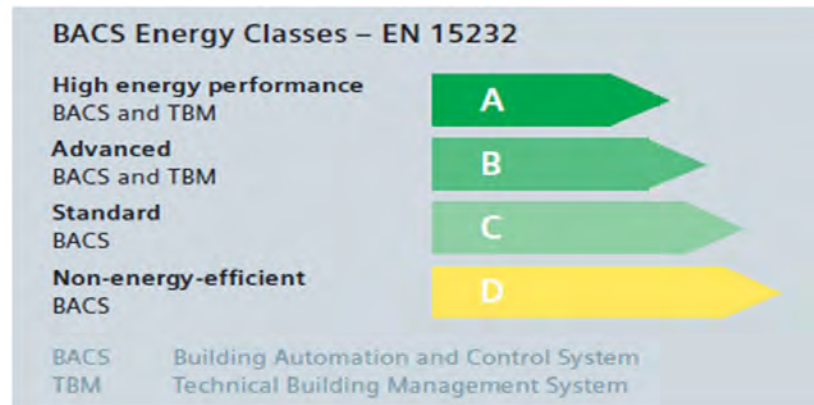 BACS Energy Classes – EN 15232
High energy performance
BACS and TBM
A
Advanced
BACS and TBM
B
Standard
BACS
C
Non-energy-efficient
BACS
D
BACS Building Automation and Control System
TBM Technical Building Management System